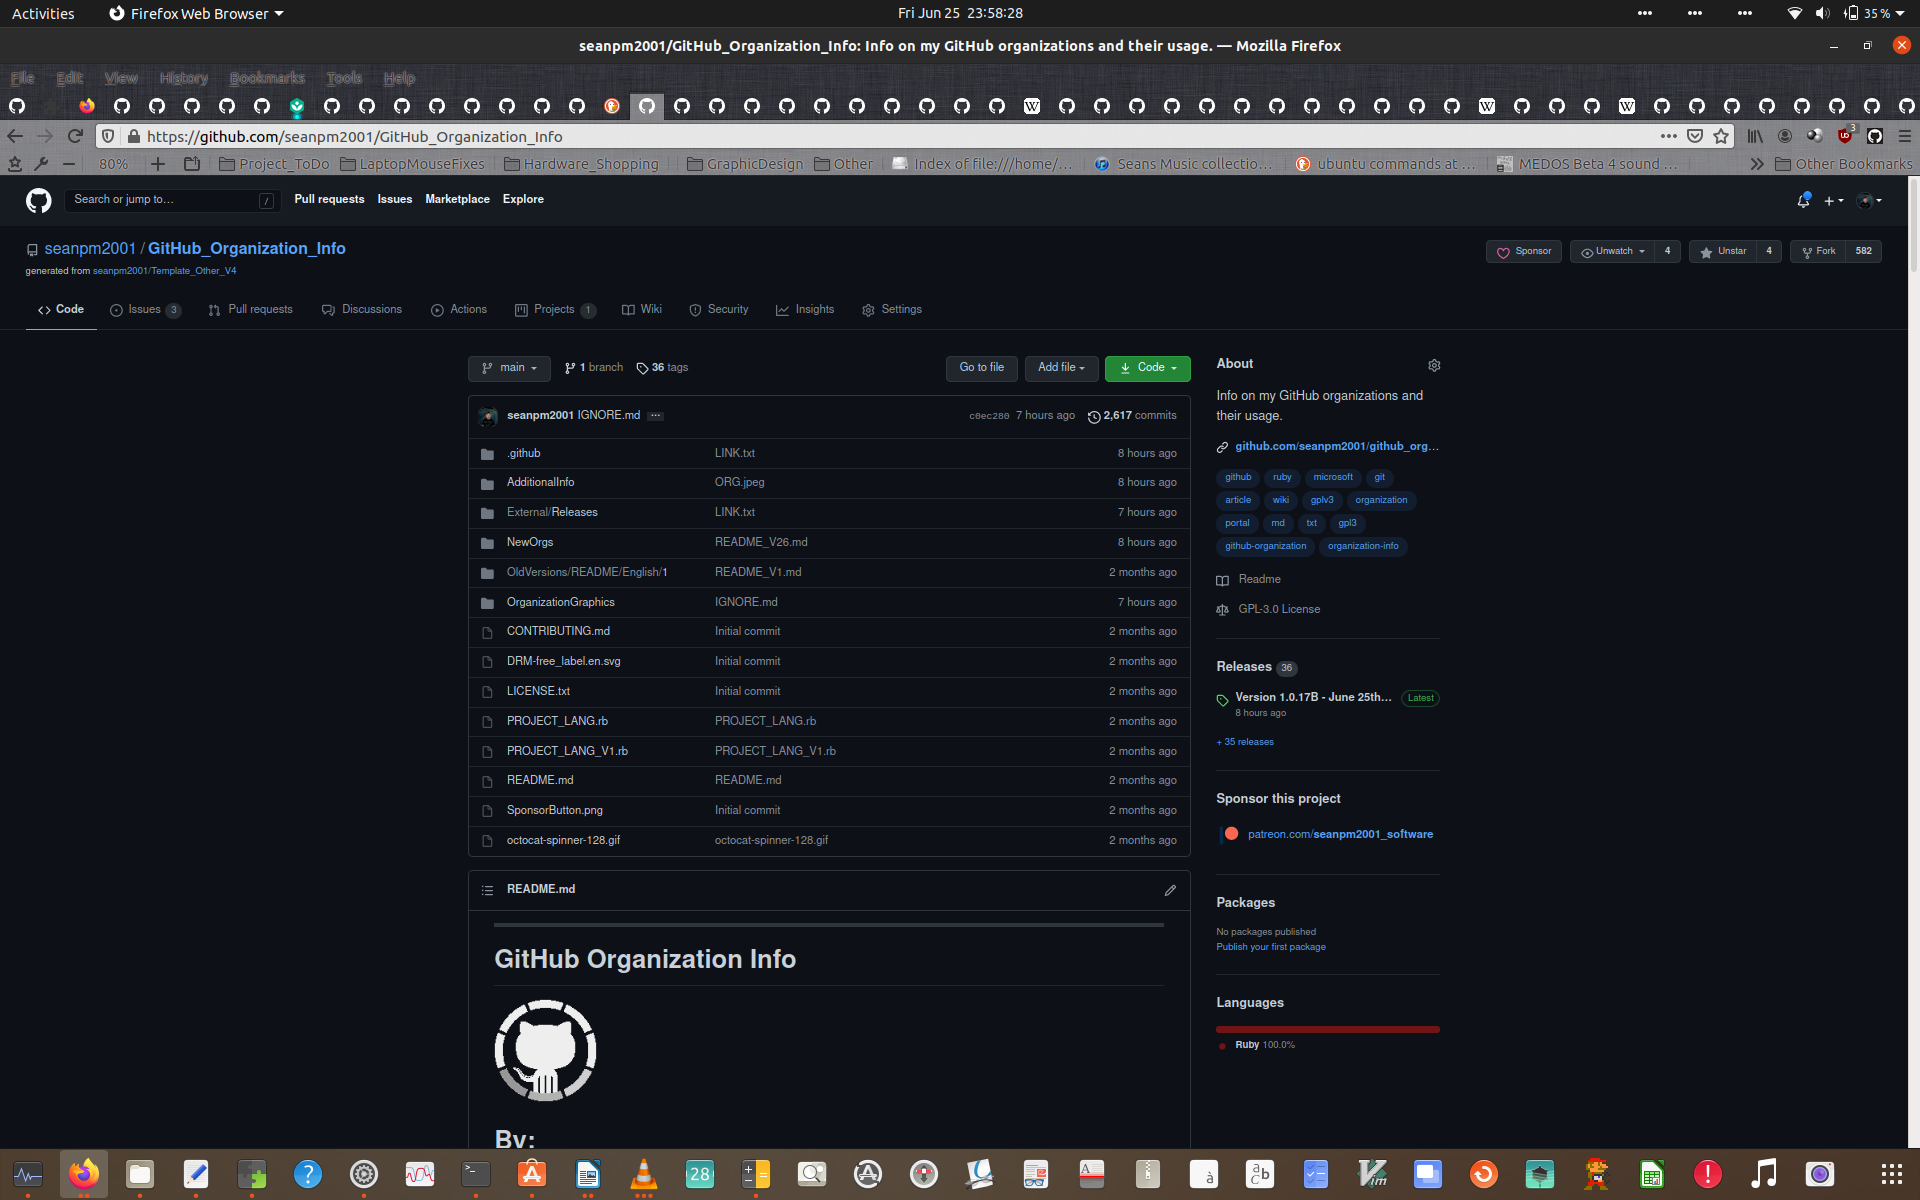 Activities Firefox Web Browser Fri Jun 25 23:58:28 35 %
seanpm2001/GitHub_Organization_Info: Info on my GitHub organizations and their usage. — Mozilla Firefox
File Edit View History Bookmarks Tools Help
https://github.com/seanpm2001/GitHub_Organization_Info 3
80% Project_ToDo LaptopMouseFixes Hardware_Shopping GraphicDesign Other Index of file:///home/... Seans Music collectio... ubuntu commands at ... MEDOS Beta 4 sound ... Other Bookmarks
Search or jump to... / Pull requests Issues Marketplace Explore
seanpm2001 / GitHub_Organization_Info Sponsor Unwatch 4 Unstar 4 Fork 582
generated from seanpm2001/Template_Other_V4
Code Issues 3 Pull requests Discussions Actions Projects 1 Wiki Security Insights Settings
main 1 branch 36 tags Go to file Add file Code
seanpm2001 IGNORE.md ... c0ec280 7 hours ago 2,617 commits
.github LINK.txt 8 hours ago
AdditionalInfo ORG.jpeg 8 hours ago
External/Releases LINK.txt 7 hours ago
NewOrgs README_V26.md 8 hours ago
OldVersions/README/English/1 README_V1.md 2 months ago
OrganizationGraphics IGNORE.md 7 hours ago
CONTRIBUTING.md Initial commit 2 months ago
DRM-free_label.en.svg Initial commit 2 months ago
LICENSE.txt Initial commit 2 months ago
PROJECT_LANG.rb PROJECT_LANG.rb 2 months ago
PROJECT_LANG_V1.rb PROJECT_LANG_V1.rb 2 months ago
README.md README.md 2 months ago
SponsorButton.png Initial commit 2 months ago
octocat-spinner-128.gif octocat-spinner-128.gif 2 months ago
README.md
GitHub Organization Info
By:
About
Info on my GitHub organizations and
their usage.
github.com/seanpm2001/github_org...
github ruby microsoft git
article wiki gplv3 organization
portal md txt gpl3
github-organization organization-info
Readme
GPL-3.0 License
Releases 36
Version 1.0.17B - June 25th... Latest
8 hours ago
+ 35 releases
Sponsor this project
patreon.com/seanpm2001_software
Packages
No packages published
Publish your first package
Languages
Ruby 100.0%
28